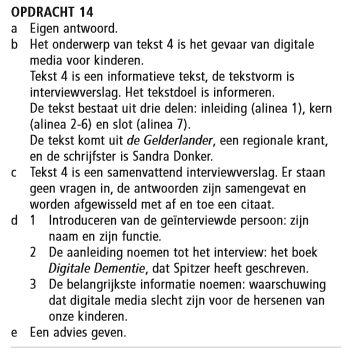 OPDRACHT 14
a Eigen antwoord.
b Het onderwerp van tekst 4 is het gevaar van digitale
media voor kinderen.
Tekst 4 is een informatieve tekst, de tekstvorm is
interviewverslag. Het tekstdoel is informeren.
De tekst bestaat uit drie delen: inleiding (alinea 1), kern
(alinea 2-6) en slot (alinea 7).
De tekst komt uit de Gelderlander, een regionale krant,
en de schrijfster is Sandra Donker.
c Tekst 4 is een samenvattend interviewverslag. Er staan
geen vragen in, de antwoorden zijn samengevat en
worden afgewisseld met af en toe een citaat.
d 1 Introduceren van de geïnterviewde persoon: zijn
naam en zijn functie.
2 De aanleiding noemen tot het interview: het boek
Digitale Dementie, dat Spitzer heeft geschreven.
3 De belangrijkste informatie noemen: waarschuwing
dat digitale media slecht zijn voor de hersenen van
onze kinderen.
e Een advies geven.